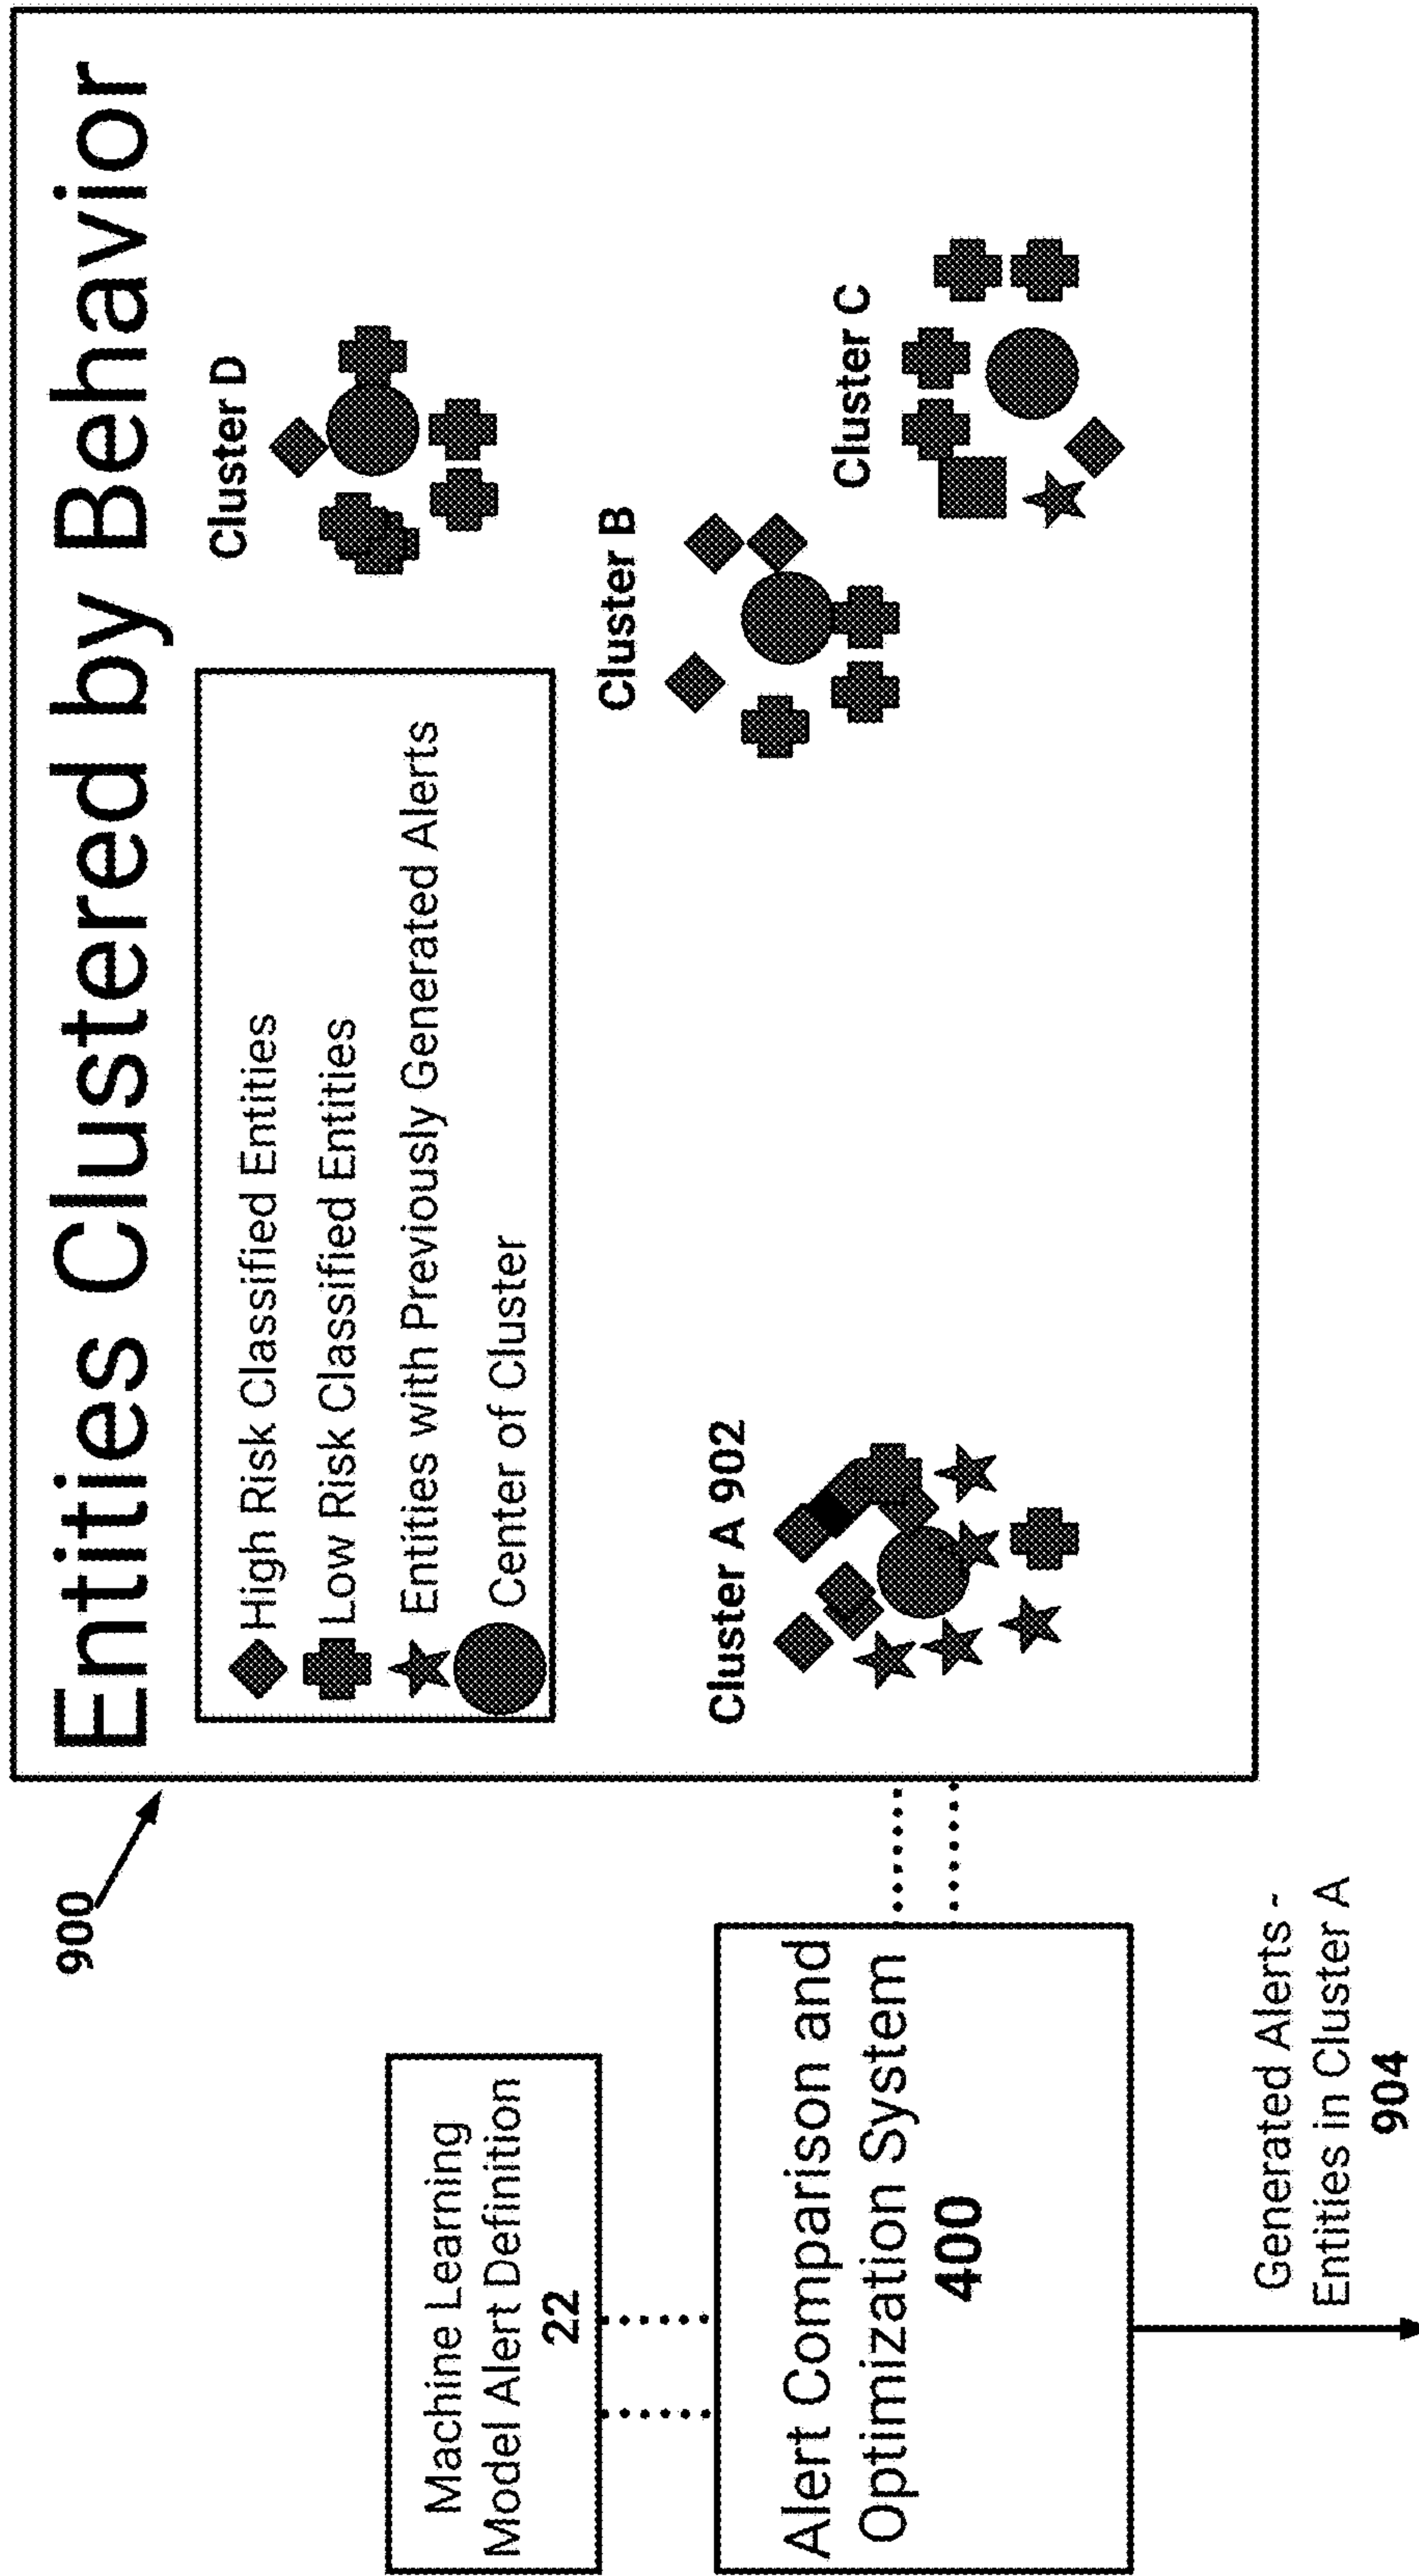 900
Entities Clustered by Behavior
High Risk Classified Entities
Low Risk Classified Entities
Entities with Previously Generated Alerts
Center of Cluster
Cluster D
Cluster B
Cluster A 902
Cluster C
Machine Learning
Model Alert Definition
22
Alert Comparison and
Optimization System
400
Generated Alerts -
Entities in Cluster A
904